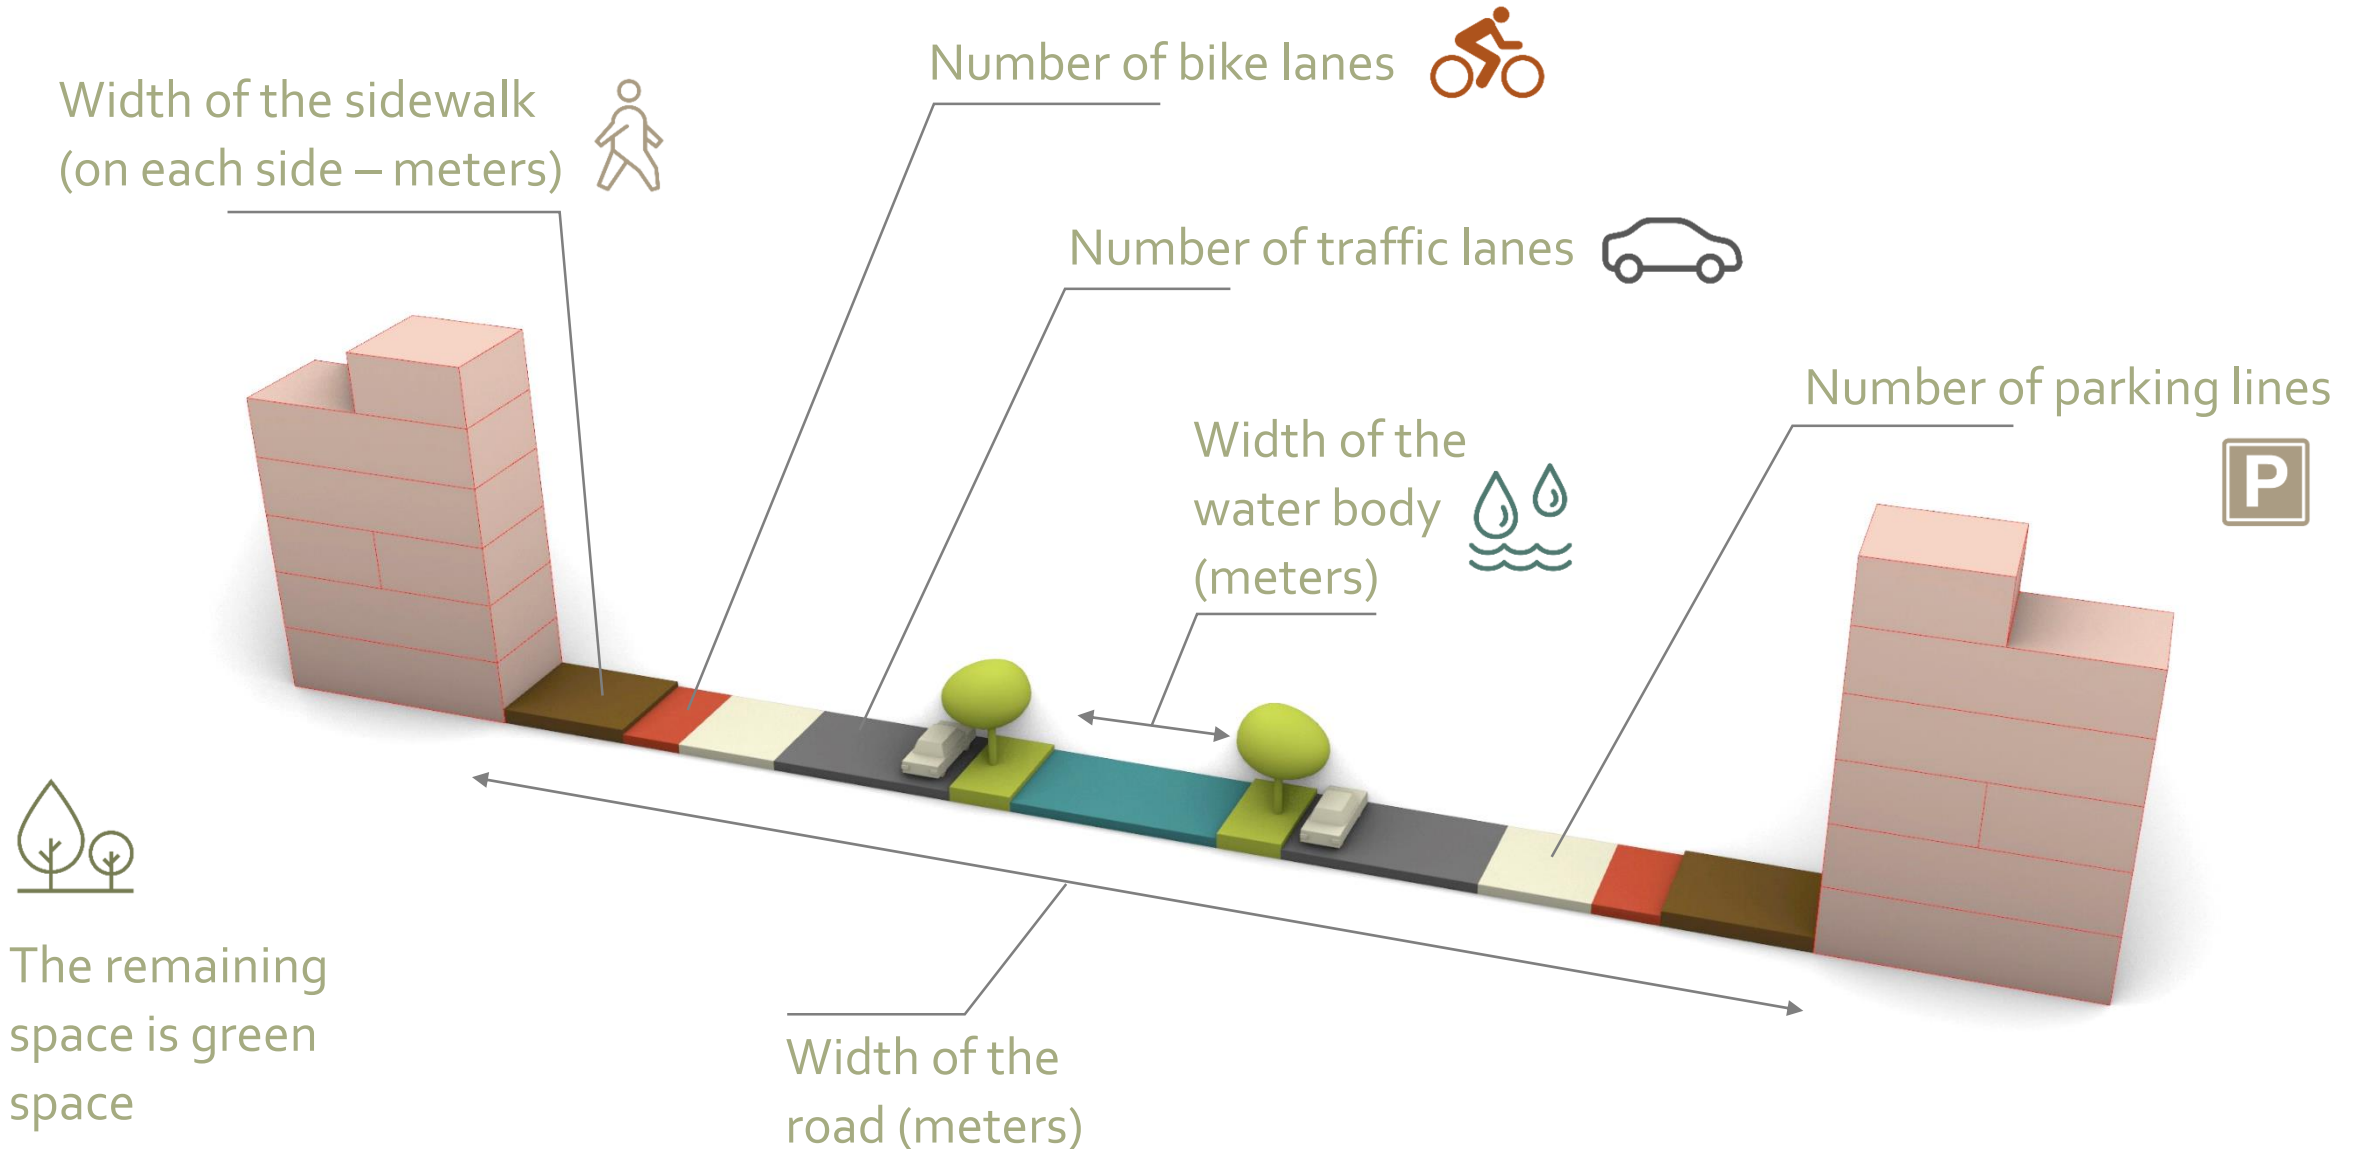 Number of bike lanes
Width of the sidewalk
(on each side – meters)
Number of traffic lanes
Number of parking lines
P
Width of the
water body
(meters)
The remaining
space is green
space
Width of the
road (meters)